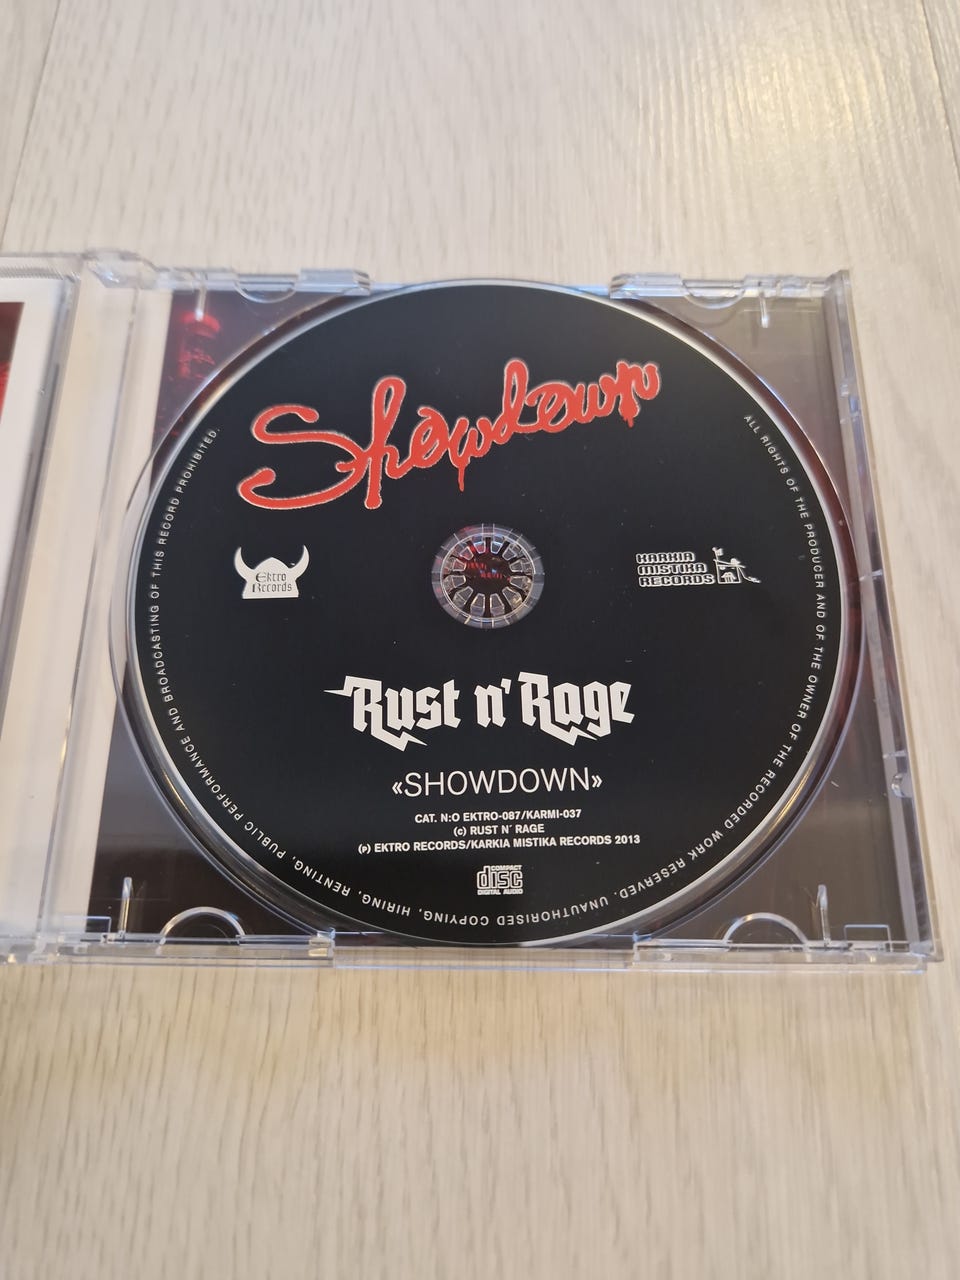 Showdown
Ektro
Records
KARKIA
MISTIKA
RECORDS
Rust n' Rage
«SHOWDOWN»
CAT. N:O EKTRO-087/KARMI-037
(c) RUST N´ RAGE
(P) EKTRO RECORDS/KARKIA MISTIKA RECORDS 2013
COMPACT
disc
DIGITAL AUDIO
ALL RIGHTS OF THE PRODUCER AND OF THE OWNER OF THE RECORDED WORK RESERVED. UNAUTHORISED COPYING, HIRING, RENTING, PUBLIC PERFORMANCE AND BROADCASTING OF THIS RECORD PROHIBITED.